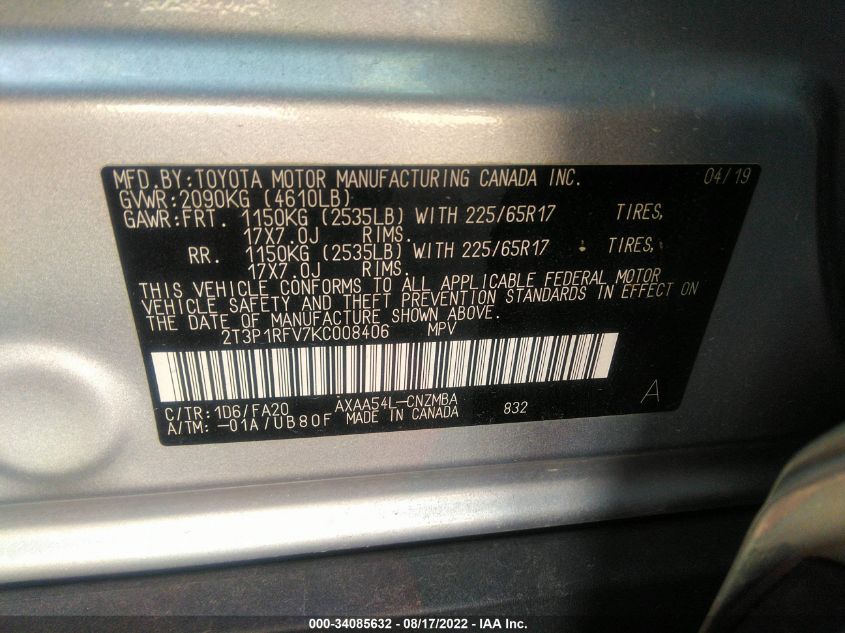 MFD.BY:TOYOTA MOTOR MANUFACTURING CANADA INC. 04/19
GVWR:2090KG (4610LB)
GAWR:FRT. 1150KG (2535LB) WITH 225/65R17 TIRES,
17X7.0J RIMS.
RR. 1150KG (2535LB) WITH 225/65R17 TIRES,
17X7.0J RIMS.
THIS VEHICLE CONFORMS TO ALL APPLICABLE FEDERAL MOTOR
VEHICLE SAFETY AND THEFT PREVENTION STANDARDS IN EFFECT ON
THE DATE OF MANUFACTURE SHOWN ABOVE.
2T3P1RFV7KC008406 MPV
C/TR:1D6/FA20 AXAA54L-CNZMBA 832 A
A/TM:-01A/UB80F MADE IN CANADA
000-34085632 - 08/17/2022 - IAA Inc.